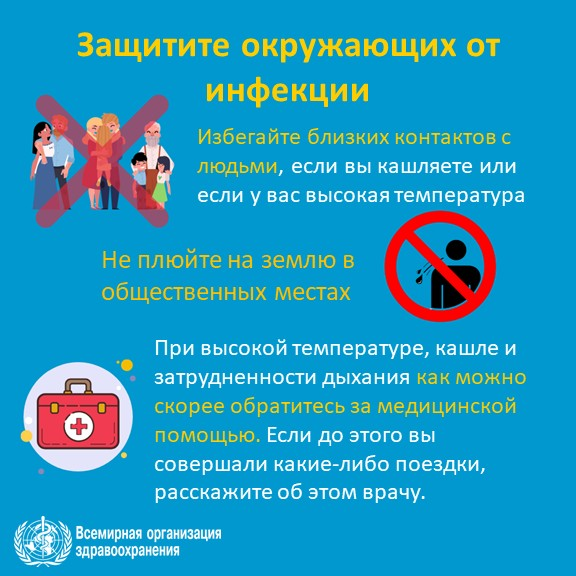 Защитите окружающих от
инфекции
Избегайте близких контактов с
людьми, если вы кашляете или
если у вас высокая температура
Не плюйте на землю в
общественных местах
При высокой температуре, кашле и
затрудненности дыхания как можно
скорее обратитесь за медицинской
помощью. Если до этого вы
совершали какие-либо поездки,
расскажите об этом врачу.
Всемирная организация
здравоохранения